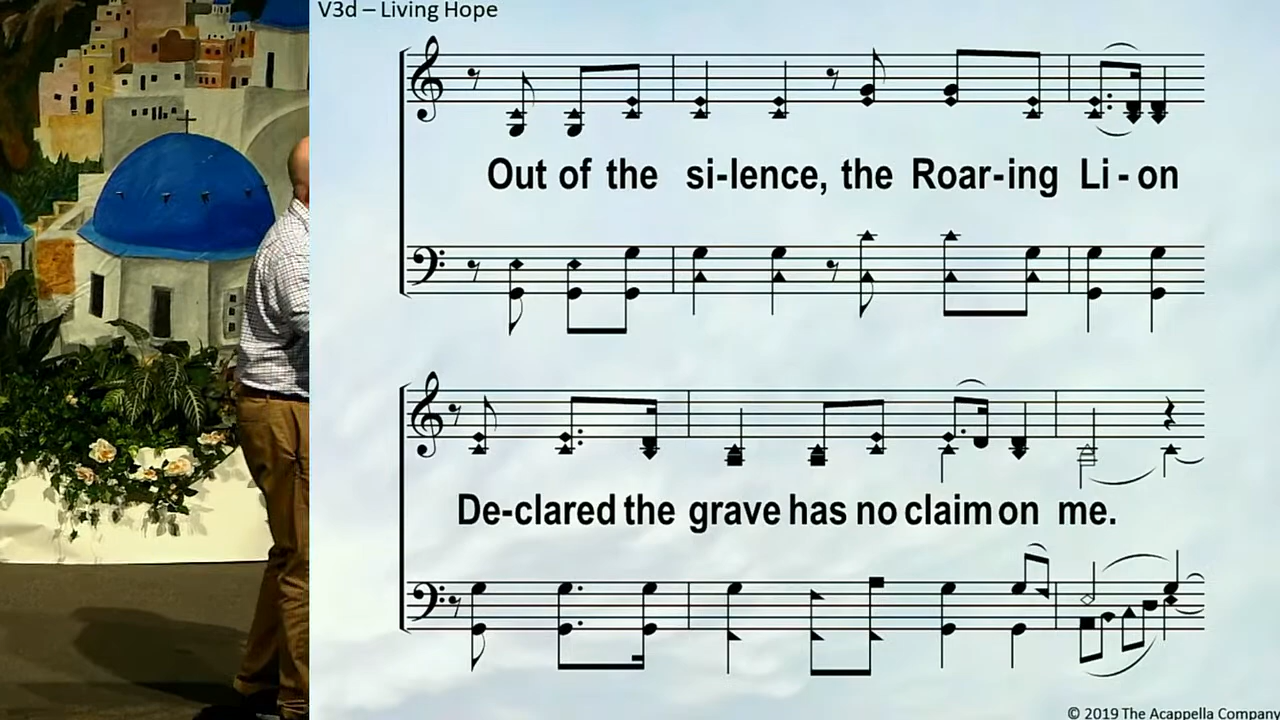 V3d – Living Hope
Out of the si-lence, the Roar-ing Li - on
De-clared the grave has no claim on me.
© 2019 The Acappella Company